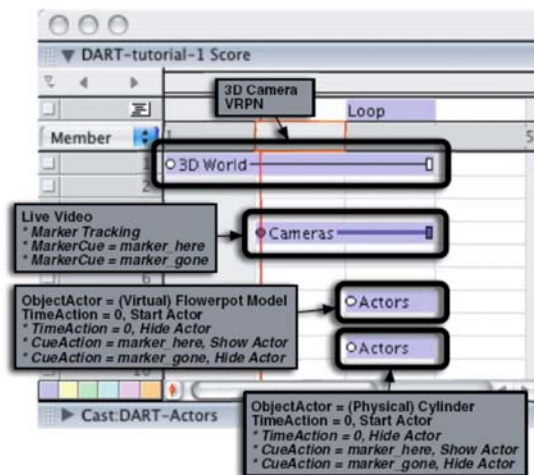 DART-tutorial-1 Score
3D Camera
VRPN
Loop
Member
1
5
1
3D World
2
Live Video
* Marker Tracking
* MarkerCue = marker_here
* MarkerCue = marker_gone
Cameras
6
ObjectActor = (Virtual) Flowerpot Model
TimeAction = 0, Start Actor
* TimeAction = 0, Hide Actor
* CueAction = marker_here, Show Actor
* CueAction = marker_gone, Hide Actor
Actors
Actors
10
Cast:DART-Actors
ObjectActor = (Physical) Cylinder
TimeAction = 0, Start Actor
* TimeAction = 0, Hide Actor
* CueAction = marker_here, Show Actor
* CueAction = marker_gone, Hide Actor